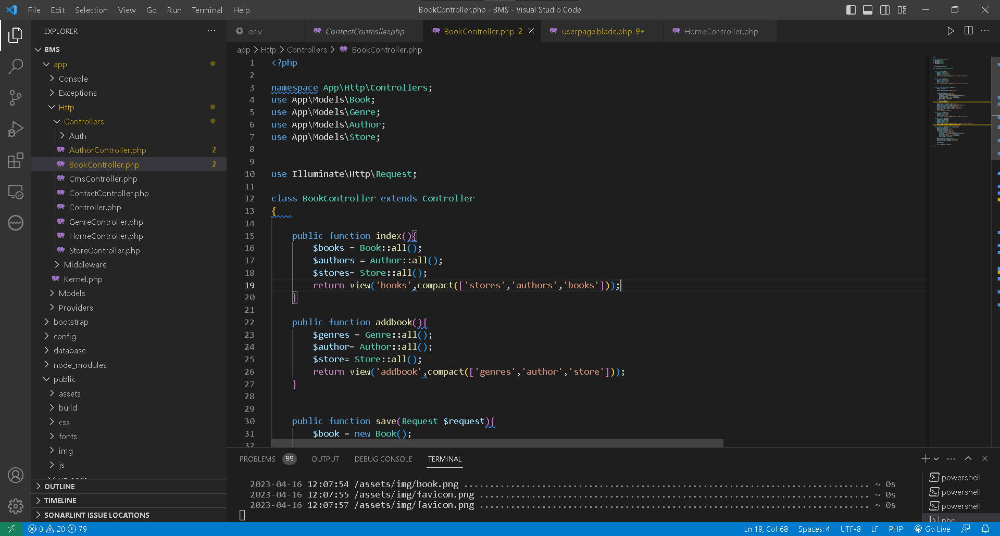 File Edit Selection View Go Run Terminal Help
BookController.php - BMS - Visual Studio Code
EXPLORER
BMS
app
Console
Exceptions
Http
Controllers
Auth
AuthorController.php 2
BookController.php 2
CmsController.php
ContactController.php
Controller.php
GenreController.php
HomeController.php
StoreController.php
Middleware
Kernel.php
Models
Providers
bootstrap
config
database
node_modules
public
assets
build
css
fonts
img
js
uploads
OUTLINE
TIMELINE
SONARLINT ISSUE LOCATIONS
.env
ContactController.php
BookController.php 2
userpage.blade.php 9+
HomeController.php
app > Http > Controllers > BookController.php
1 <?php
2
3 namespace App\Http\Controllers;
4 use App\Models\Book;
5 use App\Models\Genre;
6 use App\Models\Author;
7 use App\Models\Store;
8
9
10 use Illuminate\Http\Request;
11
12 class BookController extends Controller
13 {
14
15 public function index(){
16 $books = Book::all();
17 $authors = Author::all();
18 $stores= Store::all();
19 return view('books',compact(['stores','authors','books']));
20 }
21
22 public function addbook(){
23 $genres = Genre::all();
24 $author= Author::all();
25 $store= Store::all();
26 return view('addbook',compact(['genres','author','store']));
27 }
28
29
30 public function save(Request $request){
31 $book = new Book();
32
PROBLEMS 99 OUTPUT DEBUG CONSOLE TERMINAL
2023-04-16 12:07:54 /assets/img/book.png .............................................................................. ~ 0s
2023-04-16 12:07:55 /assets/img/favicon.png ........................................................................... ~ 0s
2023-04-16 12:07:57 /assets/img/favicon.png ........................................................................... ~ 0s
powershell
powershell
powershell
php
0 20 79
Ln 19, Col 68 Spaces: 4 UTF-8 LF PHP Go Live